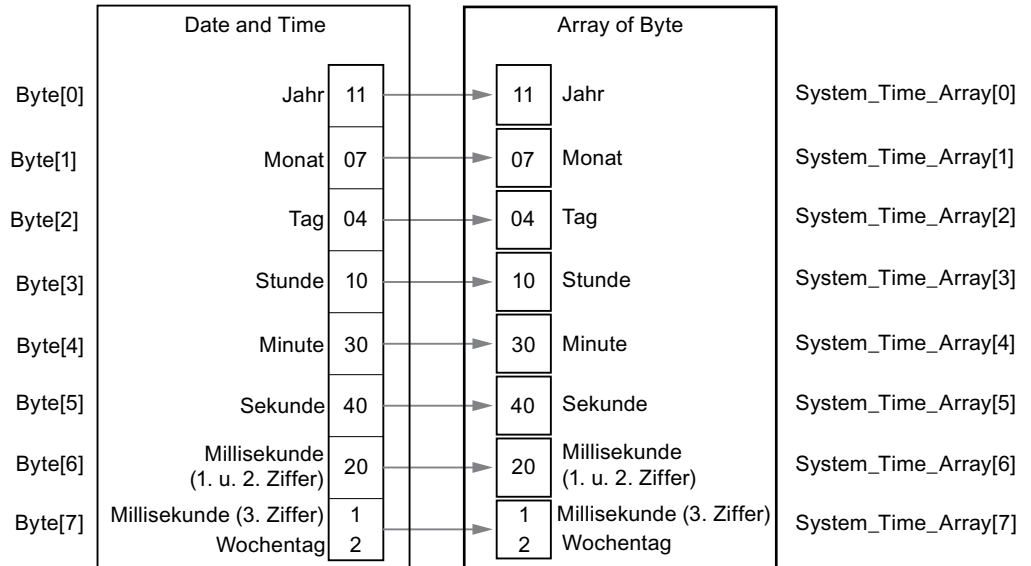 Date and Time Array of Byte
Byte[0] Jahr 11 11 Jahr System_Time_Array[0]
Byte[1] Monat 07 07 Monat System_Time_Array[1]
Byte[2] Tag 04 04 Tag System_Time_Array[2]
Byte[3] Stunde 10 10 Stunde System_Time_Array[3]
Byte[4] Minute 30 30 Minute System_Time_Array[4]
Byte[5] Sekunde 40 40 Sekunde System_Time_Array[5]
Byte[6] Millisekunde (1. u. 2. Ziffer) 20 20 Millisekunde (1. u. 2. Ziffer) System_Time_Array[6]
Byte[7] Millisekunde (3. Ziffer) 1 1 Millisekunde (3. Ziffer) System_Time_Array[7]
Wochentag 2 2 Wochentag